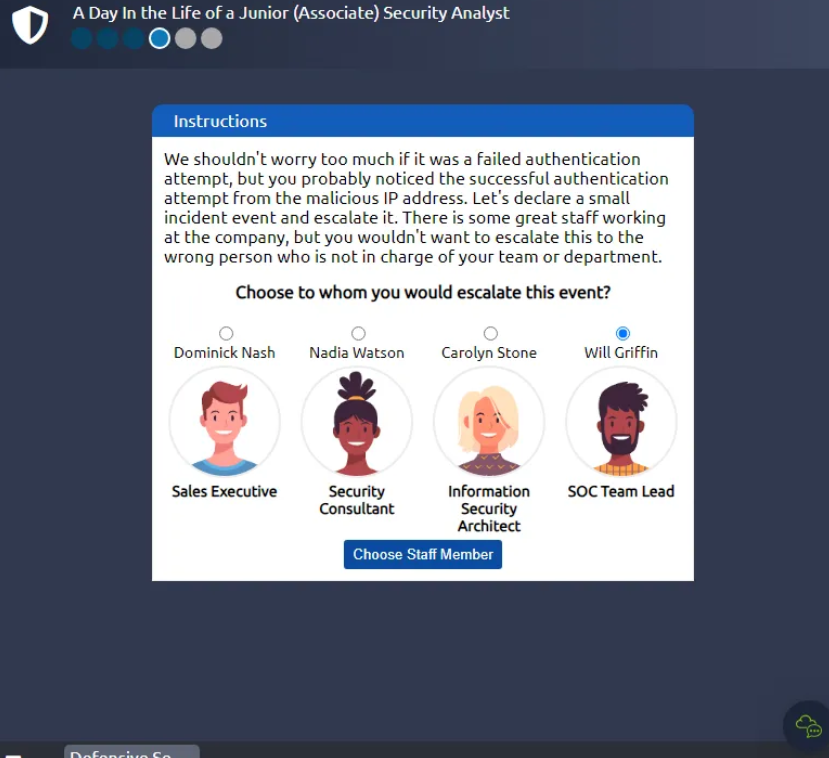 A Day In the Life of a Junior (Associate) Security Analyst
Instructions
We shouldn't worry too much if it was a failed authentication
attempt, but you probably noticed the successful authentication
attempt from the malicious IP address. Let's declare a small
incident event and escalate it. There is some great staff working
at the company, but you wouldn't want to escalate this to the
wrong person who is not in charge of your team or department.
Choose to whom you would escalate this event?
Dominick Nash
Nadia Watson
Carolyn Stone
Will Griffin
Sales Executive
Security
Consultant
Information
Security
Architect
SOC Team Lead
Choose Staff Member
Defensive Se